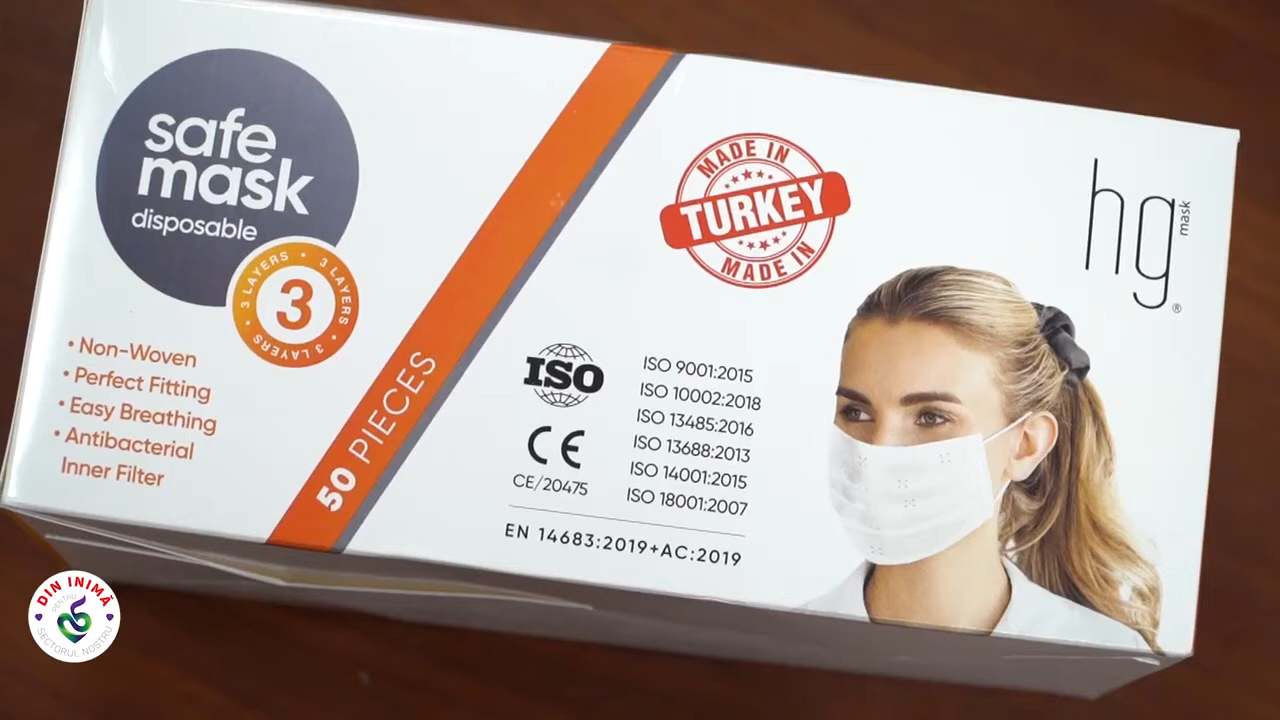 safe
mask
disposable
3 LAYERS • 3 LAYERS • 3 LAYERS • 3 LAYERS •
3
• Non-Woven
• Perfect Fitting
• Easy Breathing
• Antibacterial
Inner Filter
50 PIECES
MADE IN
TURKEY
MADE IN
hg
mask
®
ISO
CE
CE/20475
ISO 9001:2015
ISO 10002:2018
ISO 13485:2016
ISO 13688:2013
ISO 14001:2015
ISO 18001:2007
EN 14683:2019+AC:2019
DIN INIMĂ
PENTRU
SECTORUL NOSTRU